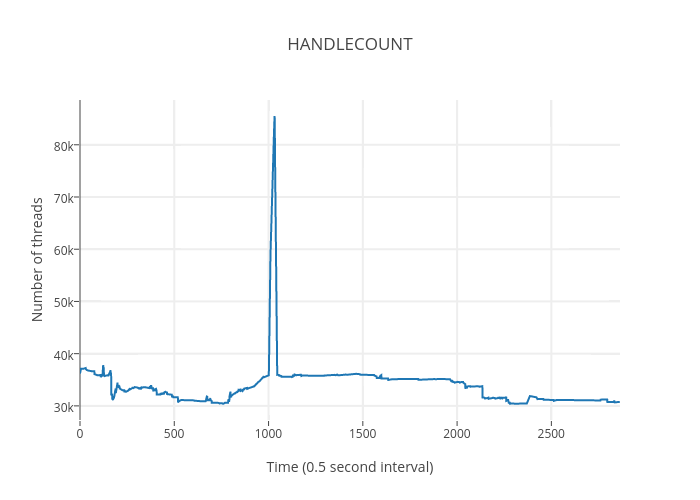 HANDLECOUNT
Number of threads
80k
70k
60k
50k
40k
30k
0 500 1000 1500 2000 2500
Time (0.5 second interval)